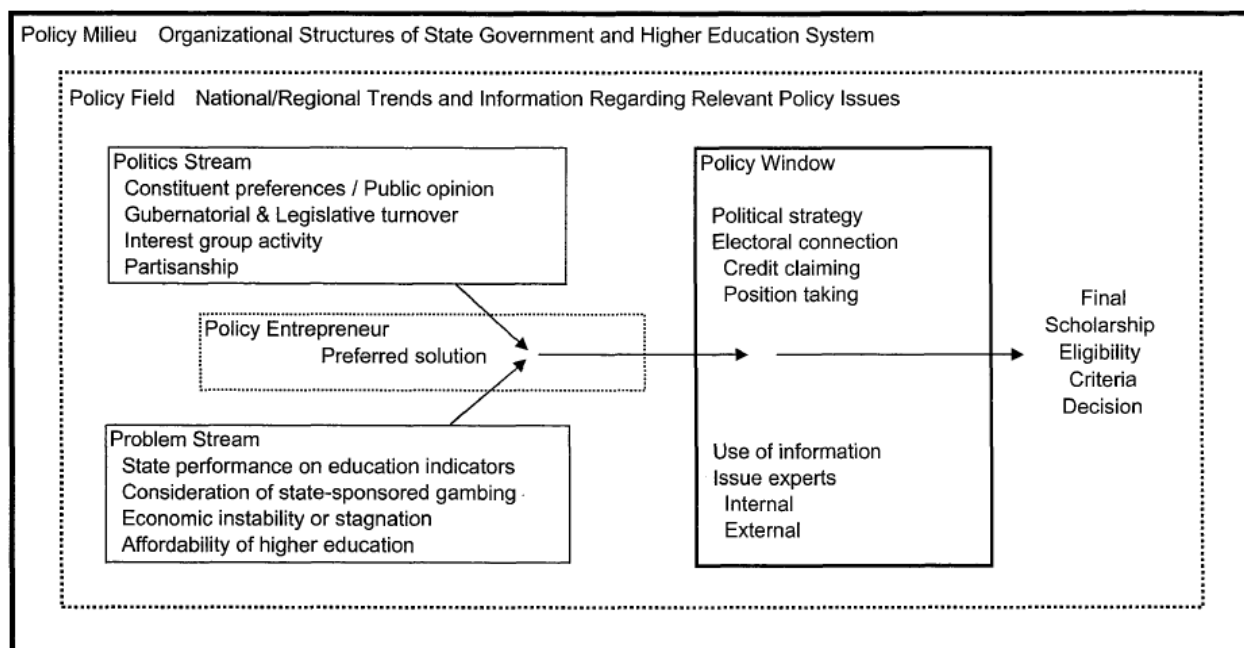 Policy Milieu Organizational Structures of State Government and Higher Education System
Policy Field National/Regional Trends and Information Regarding Relevant Policy Issues
Politics Stream
Constituent preferences / Public opinion
Gubernatorial & Legislative turnover
Interest group activity
Partisanship
Policy Entrepreneur
Preferred solution
Problem Stream
State performance on education indicators
Consideration of state-sponsored gambing
Economic instability or stagnation
Affordability of higher education
Policy Window
Political strategy
Electoral connection
Credit claiming
Position taking
Use of information
Issue experts
Internal
External
Final
Scholarship
Eligibility
Criteria
Decision